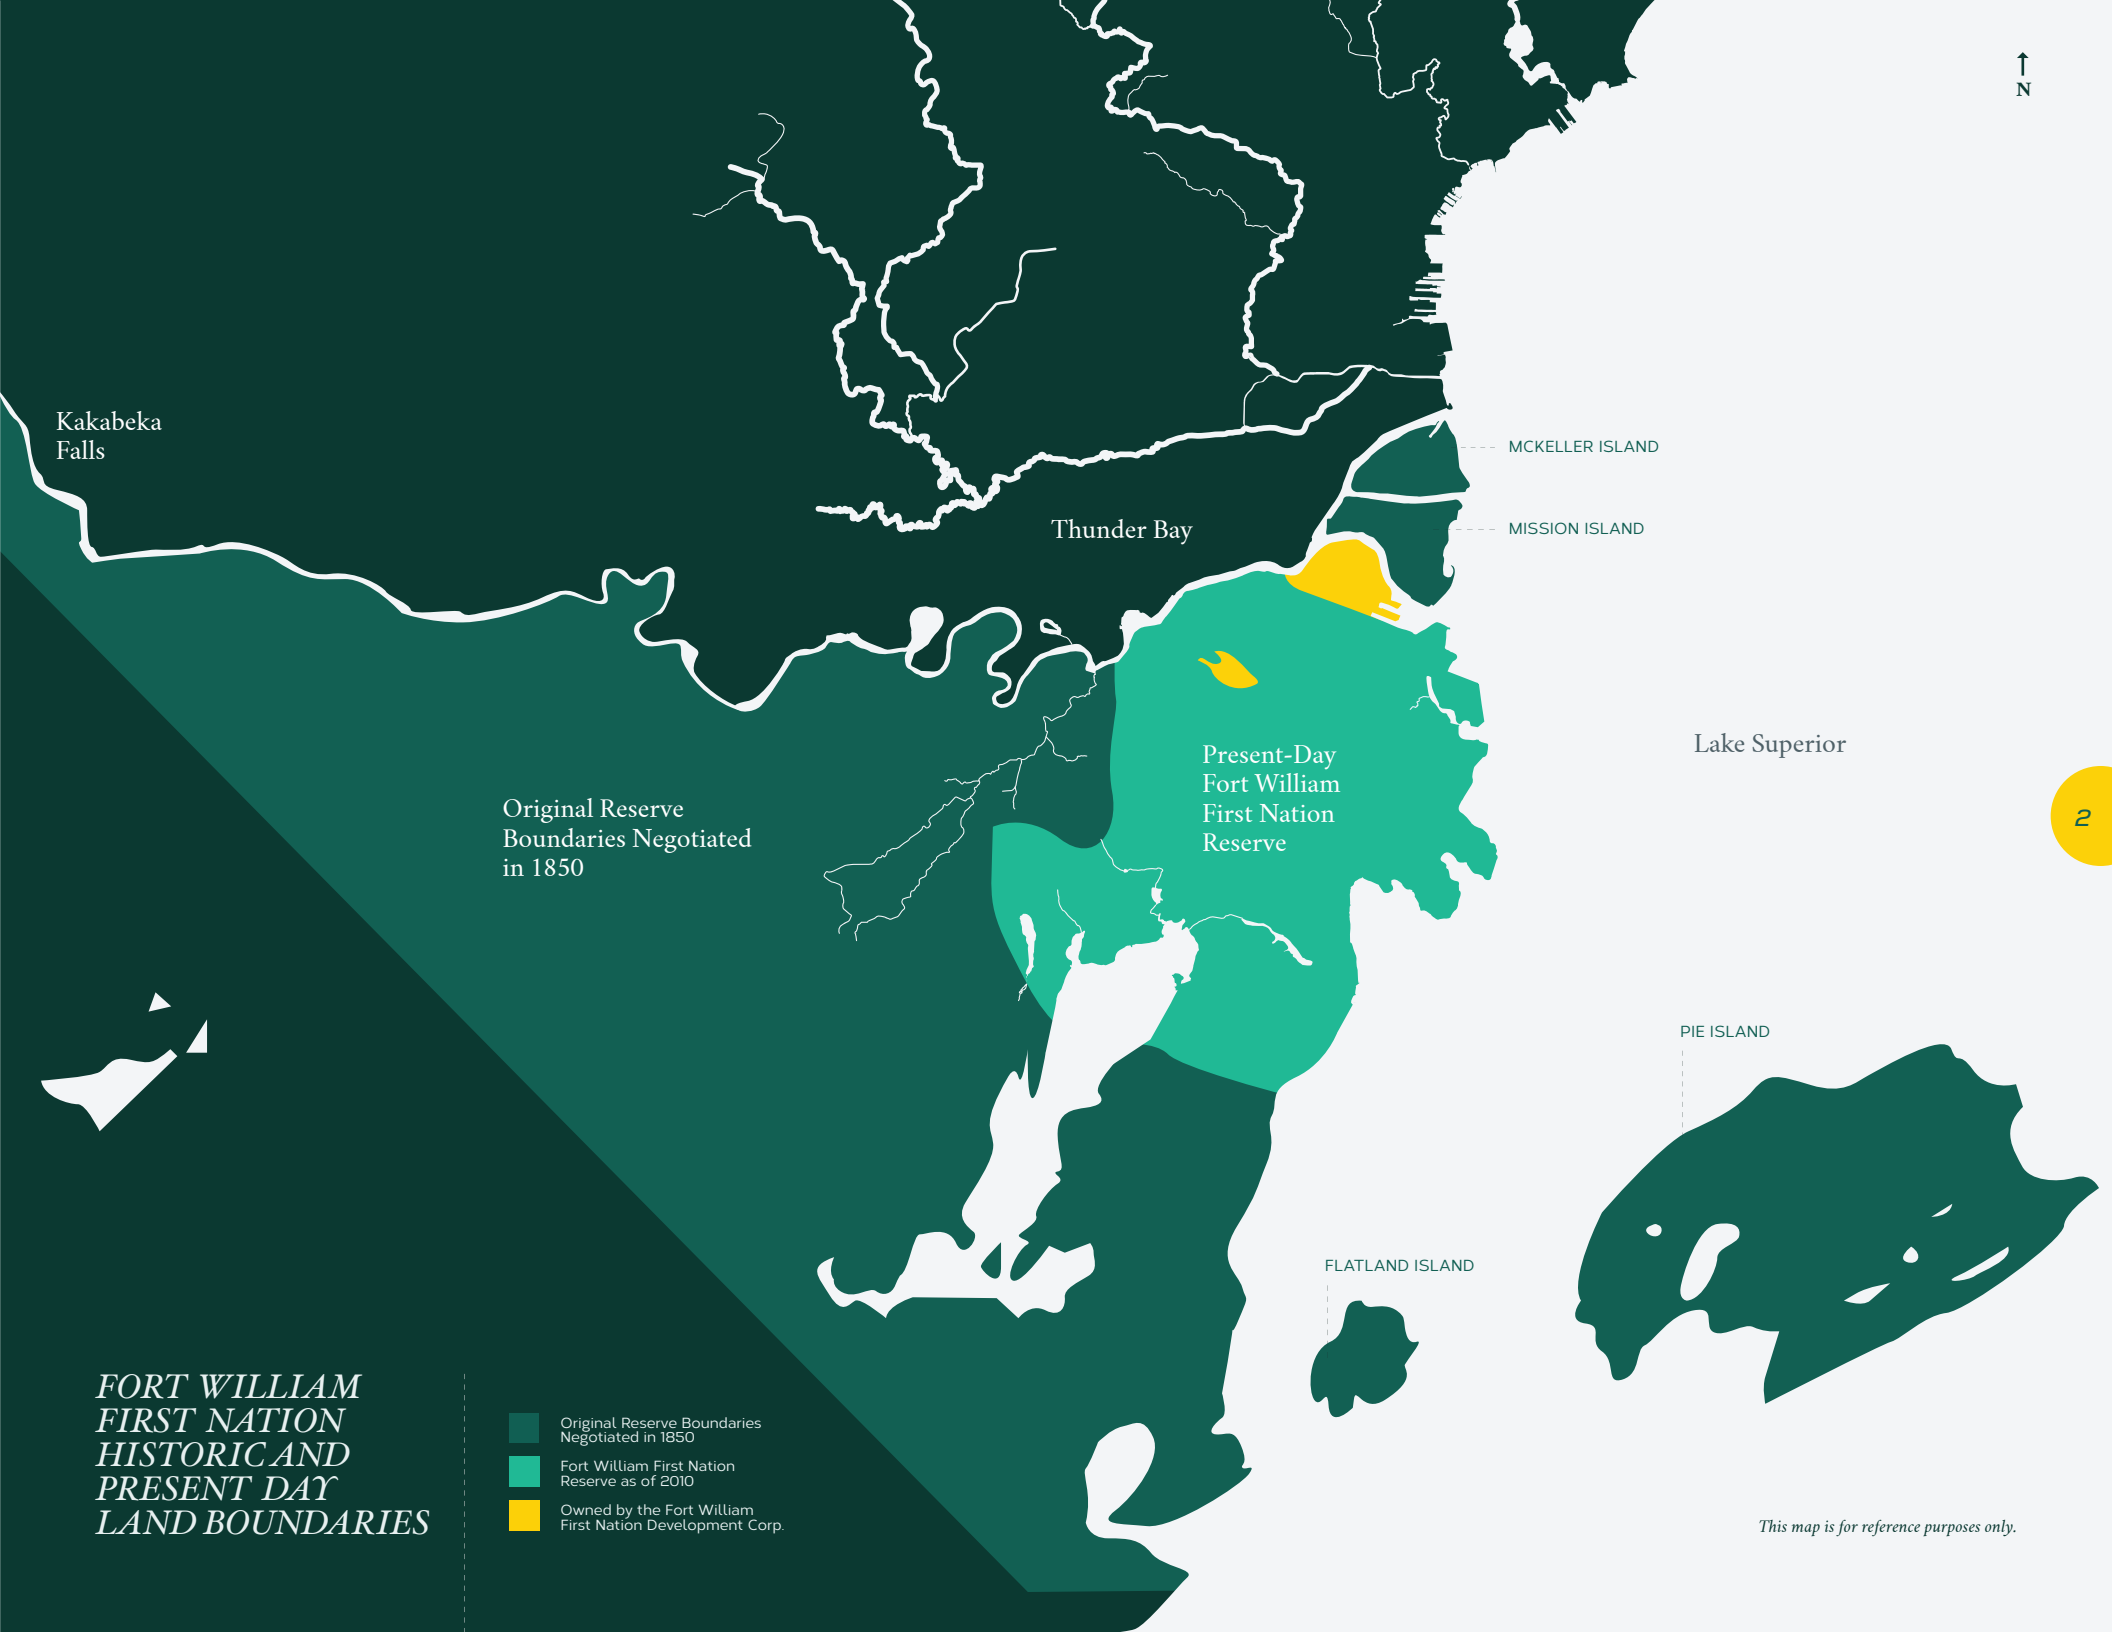 N
Kakabeka
Falls
MCKELLER ISLAND
Thunder Bay
MISSION ISLAND
Lake Superior
Present-Day
Fort William
First Nation
Reserve
Original Reserve
Boundaries Negotiated
in 1850
2
PIE ISLAND
FLATLAND ISLAND
FORT WILLIAM
FIRST NATION
HISTORIC AND
PRESENT DAY
LAND BOUNDARIES
Original Reserve Boundaries
Negotiated in 1850
Fort William First Nation
Reserve as of 2010
Owned by the Fort William
First Nation Development Corp.
This map is for reference purposes only.